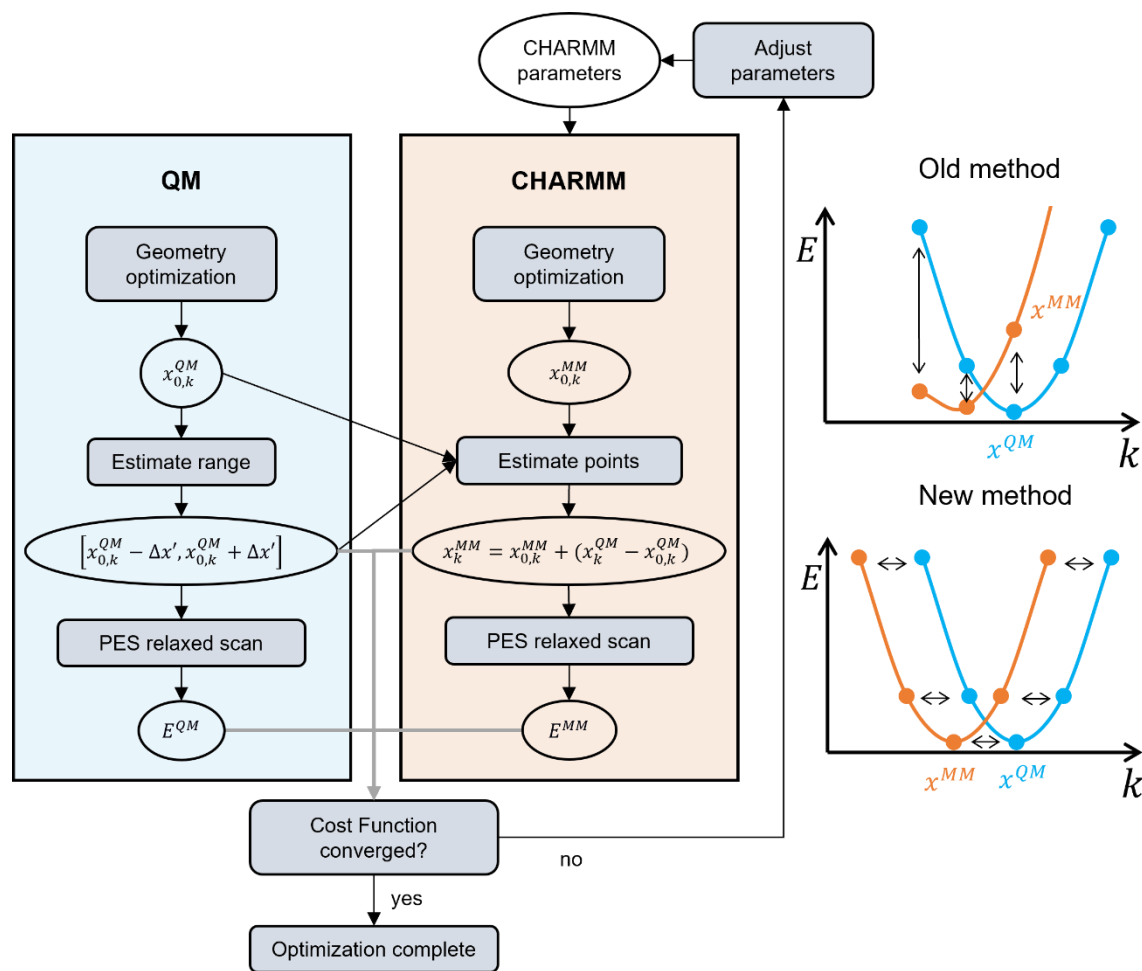 CHARMM
parameters
Adjust
parameters
QM
Geometry
optimization
$x_{0,k}^{QM}$
Estimate range
$[x_{0,k}^{QM} - \Delta x', x_{0,k}^{QM} + \Delta x']$
PES relaxed scan
$E^{QM}$
CHARMM
Geometry
optimization
$x_{0,k}^{MM}$
Estimate points
$x_k^{MM} = x_{0,k}^{MM} + (x_k^{QM} - x_{0,k}^{QM})$
PES relaxed scan
$E^{MM}$
Cost Function
converged?
no
yes
Optimization complete
Old method
E
$x^{MM}$
$x^{QM}$
k
New method
E
$x^{MM}$
$x^{QM}$
k